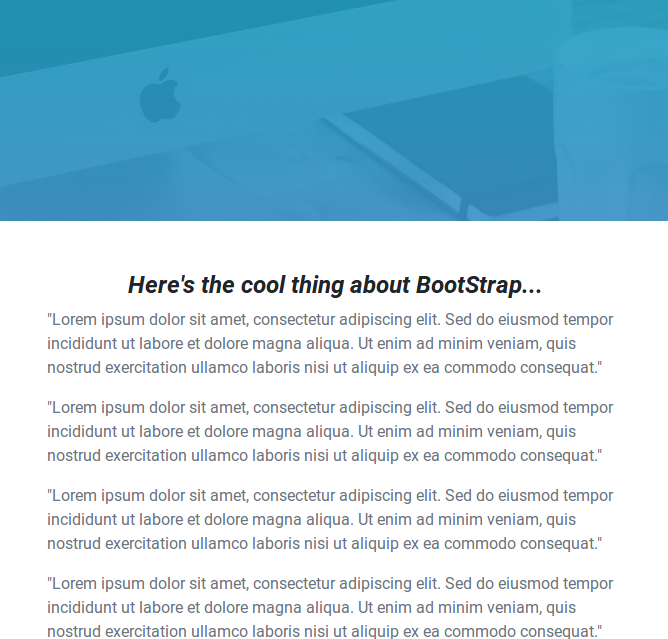 Here's the cool thing about BootStrap...
"Lorem ipsum dolor sit amet, consectetur adipiscing elit. Sed do eiusmod tempor
incididunt ut labore et dolore magna aliqua. Ut enim ad minim veniam, quis
nostrud exercitation ullamco laboris nisi ut aliquip ex ea commodo consequat."
"Lorem ipsum dolor sit amet, consectetur adipiscing elit. Sed do eiusmod tempor
incididunt ut labore et dolore magna aliqua. Ut enim ad minim veniam, quis
nostrud exercitation ullamco laboris nisi ut aliquip ex ea commodo consequat."
"Lorem ipsum dolor sit amet, consectetur adipiscing elit. Sed do eiusmod tempor
incididunt ut labore et dolore magna aliqua. Ut enim ad minim veniam, quis
nostrud exercitation ullamco laboris nisi ut aliquip ex ea commodo consequat."
"Lorem ipsum dolor sit amet, consectetur adipiscing elit. Sed do eiusmod tempor
incididunt ut labore et dolore magna aliqua. Ut enim ad minim veniam, quis
nostrud exercitation ullamco laboris nisi ut aliquip ex ea commodo consequat."